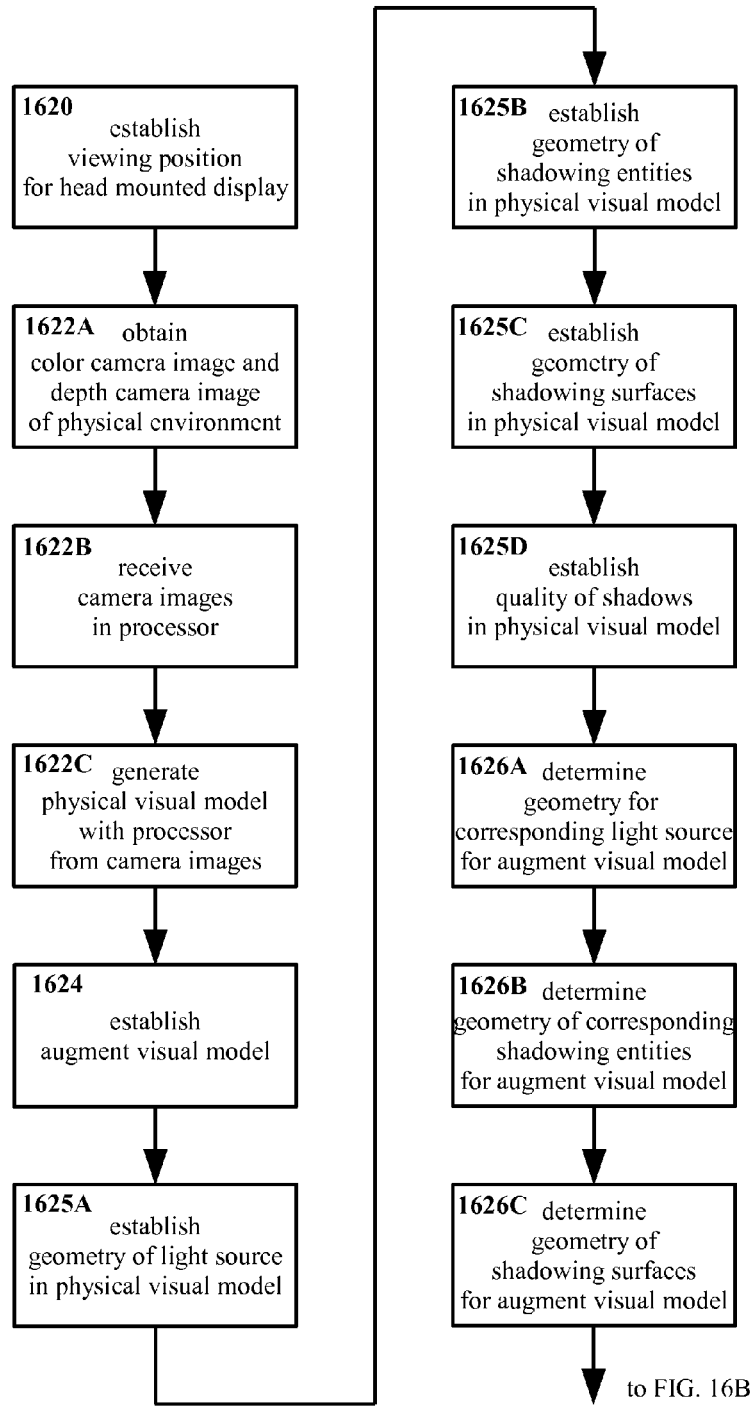 1620
establish
viewing position
for head mounted display
1622A
obtain
color camera image and
depth camera image
of physical environment
1622B
receive
camera images
in processor
1622C generate
physical visual model
with processor
from camera images
1624
establish
augment visual model
1625A
establish
geometry of light source
in physical visual model
1625B
establish
geometry of
shadowing entities
in physical visual model
1625C
establish
geometry of
shadowing surfaces
in physical visual model
1625D
establish
quality of shadows
in physical visual model
1626A determine
geometry for
corresponding light source
for augment visual model
1626B determine
geometry of corresponding
shadowing entities
for augment visual model
1626C determine
geometry of
shadowing surfaces
for augment visual model
to FIG. 16B